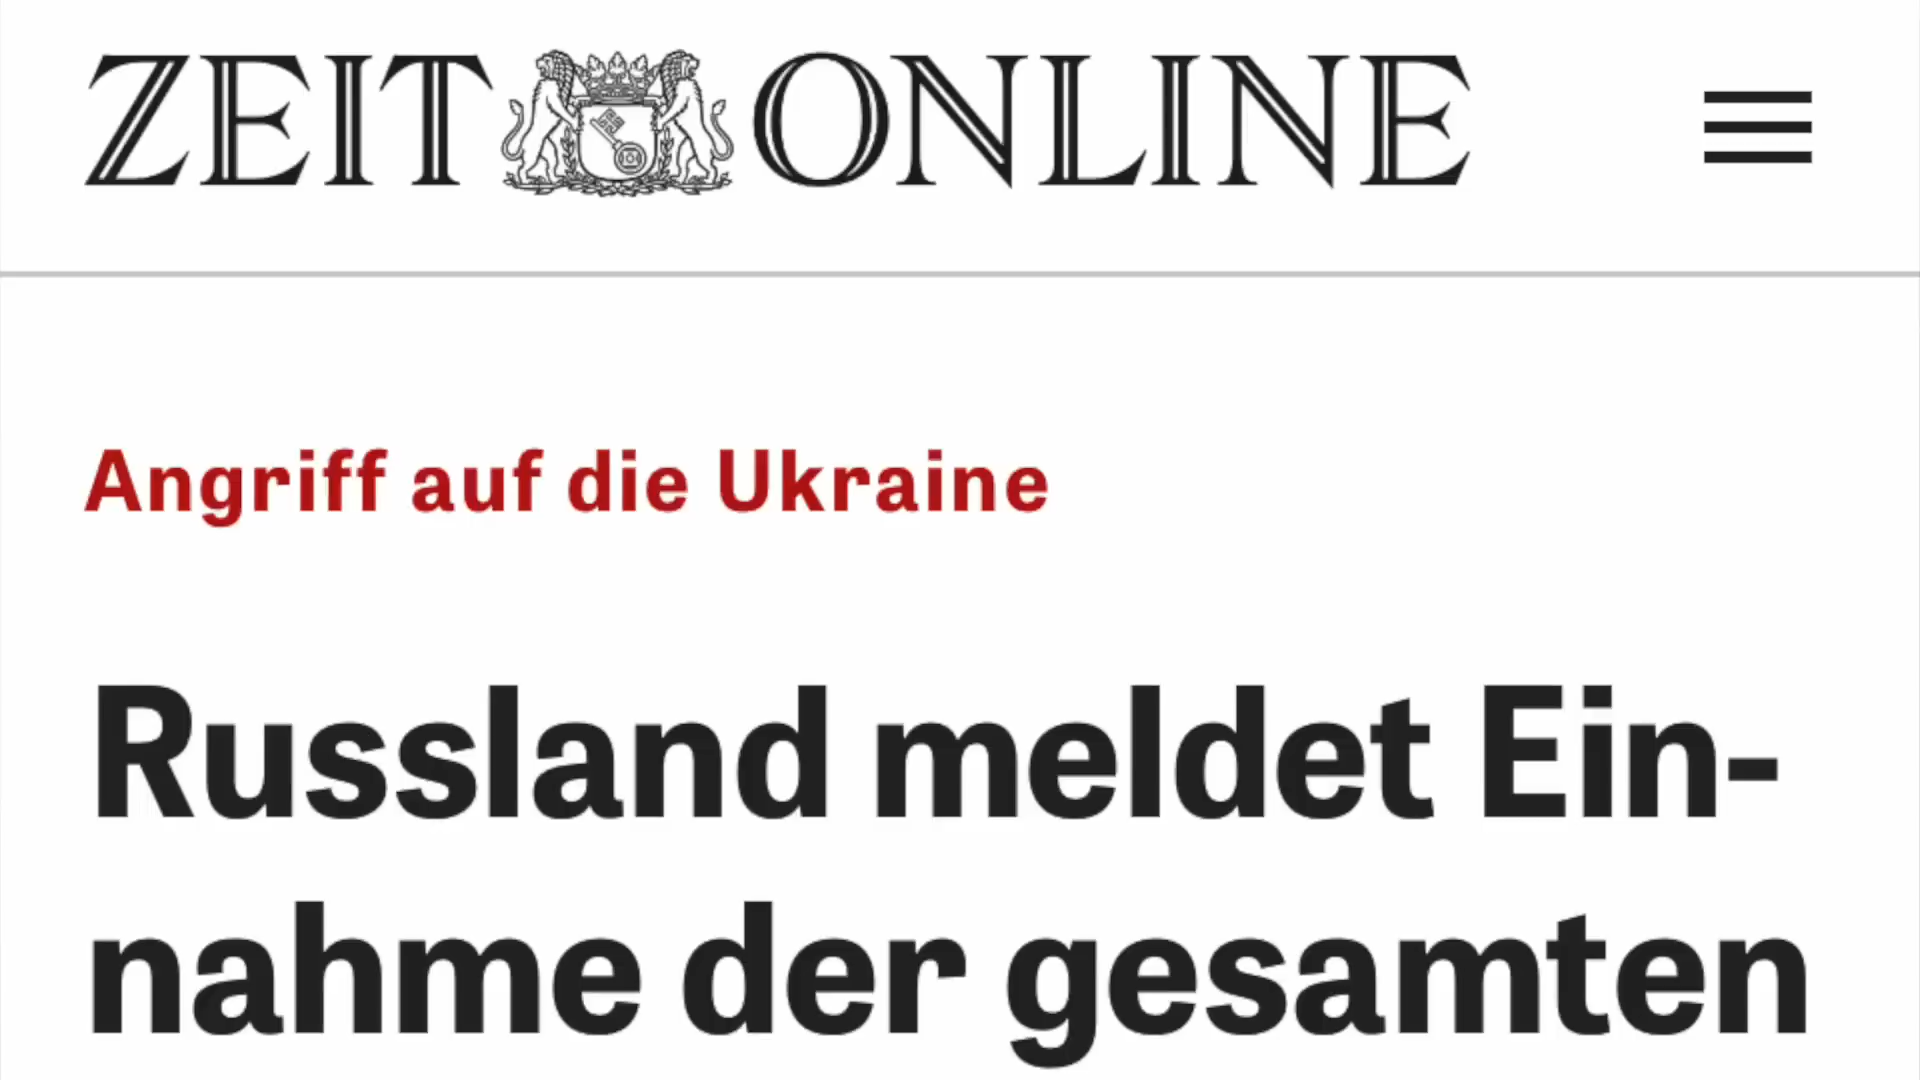 ZEIT ONLINE
Angriff auf die Ukraine
Russland meldet Ein-
nahme der gesamten